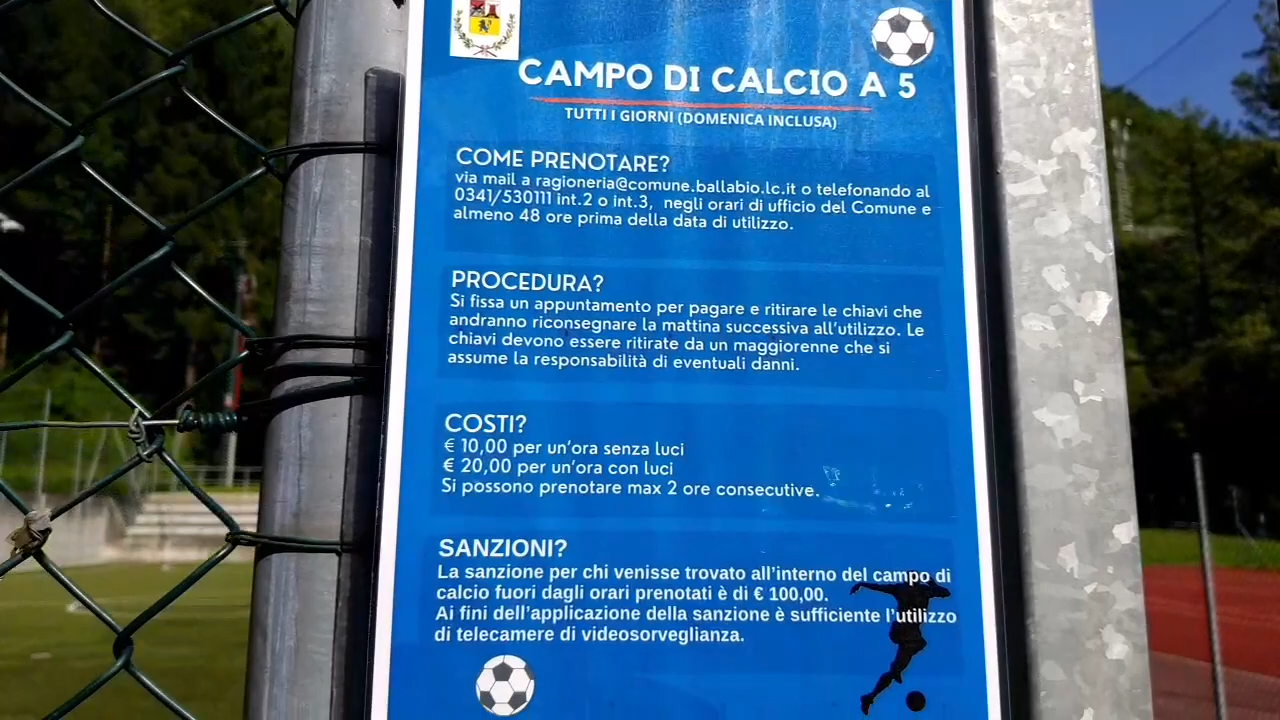 CAMPO DI CALCIO A 5
TUTTI I GIORNI (DOMENICA INCLUSA)
COME PRENOTARE?
via mail a ragioneria@comune.ballabio.lc.it o telefonando al
0341/530111 int.2 o int.3, negli orari di ufficio del Comune e
almeno 48 ore prima della data di utilizzo.
PROCEDURA?
Si fissa un appuntamento per pagare e ritirare le chiavi che
andranno riconsegnare la mattina successiva all'utilizzo. Le
chiavi devono essere ritirate da un maggiorenne che si
assume la responsabilità di eventuali danni.
COSTI?
€ 10,00 per un'ora senza luci
€ 20,00 per un'ora con luci
Si possono prenotare max 2 ore consecutive.
SANZIONI?
La sanzione per chi venisse trovato all'interno del campo di
calcio fuori dagli orari prenotati è di € 100,00.
Ai fini dell'applicazione della sanzione è sufficiente l'utilizzo
di telecamere di videosorveglianza.